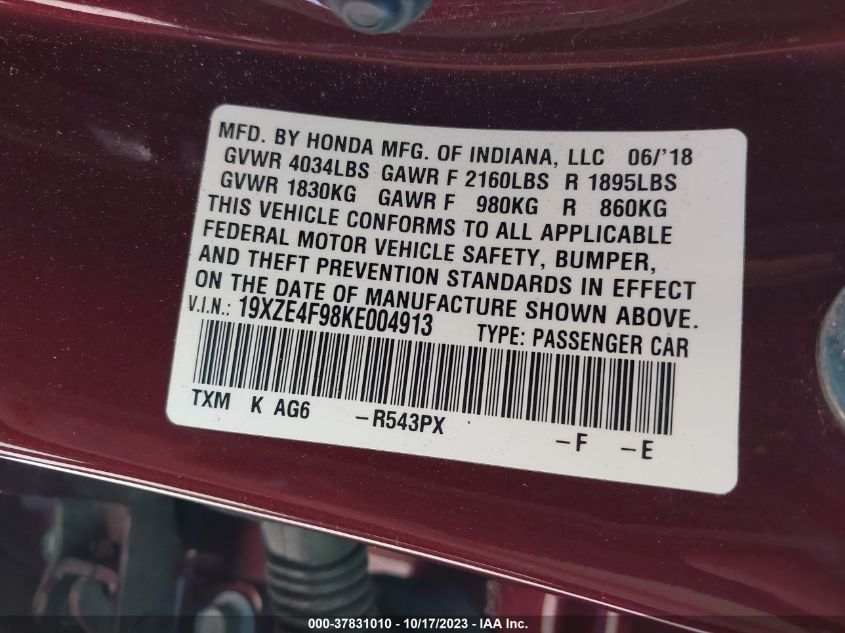 MFD. BY HONDA MFG. OF INDIANA, LLC 06/'18
GVWR 4034LBS GAWR F 2160LBS R 1895LBS
GVWR 1830KG GAWR F 980KG R 860KG
THIS VEHICLE CONFORMS TO ALL APPLICABLE
FEDERAL MOTOR VEHICLE SAFETY, BUMPER,
AND THEFT PREVENTION STANDARDS IN EFFECT
ON THE DATE OF MANUFACTURE SHOWN ABOVE.
V.I.N.: 19XZE4F98KE004913 TYPE: PASSENGER CAR
TXM K AG6 -R543PX -F -E
000-37831010 - 10/17/2023 - IAA Inc.